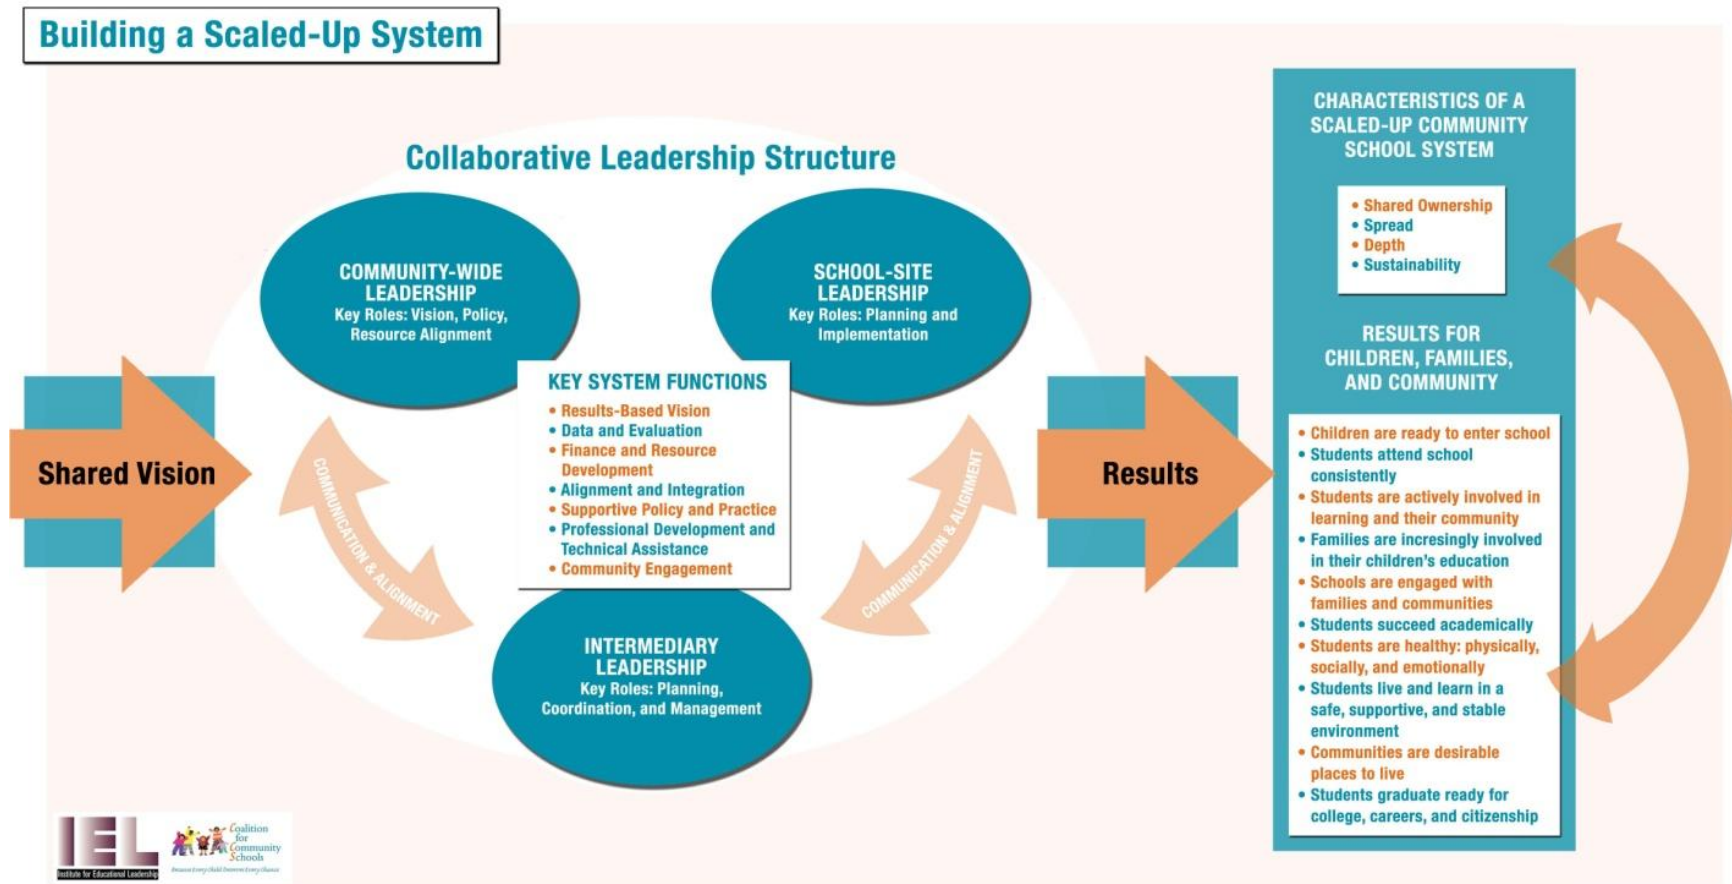 Building a Scaled-Up System
Collaborative Leadership Structure
COMMUNITY-WIDE
LEADERSHIP
Key Roles: Vision, Policy,
Resource Alignment
SCHOOL-SITE
LEADERSHIP
Key Roles: Planning and
Implementation
Shared Vision
KEY SYSTEM FUNCTIONS
• Results-Based Vision
• Data and Evaluation
• Finance and Resource
Development
• Alignment and Integration
• Supportive Policy and Practice
• Professional Development and
Technical Assistance
• Community Engagement
COMMUNICATION & ALIGNMENT
COMMUNICATION & ALIGNMENT
INTERMEDIARY
LEADERSHIP
Key Roles: Planning,
Coordination, and Management
Results
CHARACTERISTICS OF A
SCALED-UP COMMUNITY
SCHOOL SYSTEM
• Shared Ownership
• Spread
• Depth
• Sustainability
RESULTS FOR
CHILDREN, FAMILIES,
AND COMMUNITY
• Children are ready to enter school
• Students attend school
consistently
• Students are actively involved in
learning and their community
• Families are incresingly involved
in their children's education
• Schools are engaged with
families and communities
• Students succeed academically
• Students are healthy: physically,
socially, and emotionally
• Students live and learn in a
safe, supportive, and stable
environment
• Communities are desirable
places to live
• Students graduate ready for
college, careers, and citizenship
IEL
Institute for Educational Leadership
Coalition
for
Community
Schools
Because Every Child Deserves Every Chance